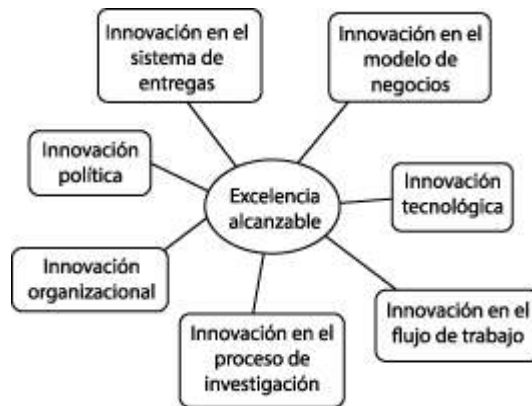 Innovación en el
sistema de
entregas
Innovación en el
modelo de
negocios
Innovación
política
Excelencia
alcanzable
Innovación
tecnológica
Innovación
organizacional
Innovación en el
proceso de
investigación
Innovación en el
flujo de trabajo